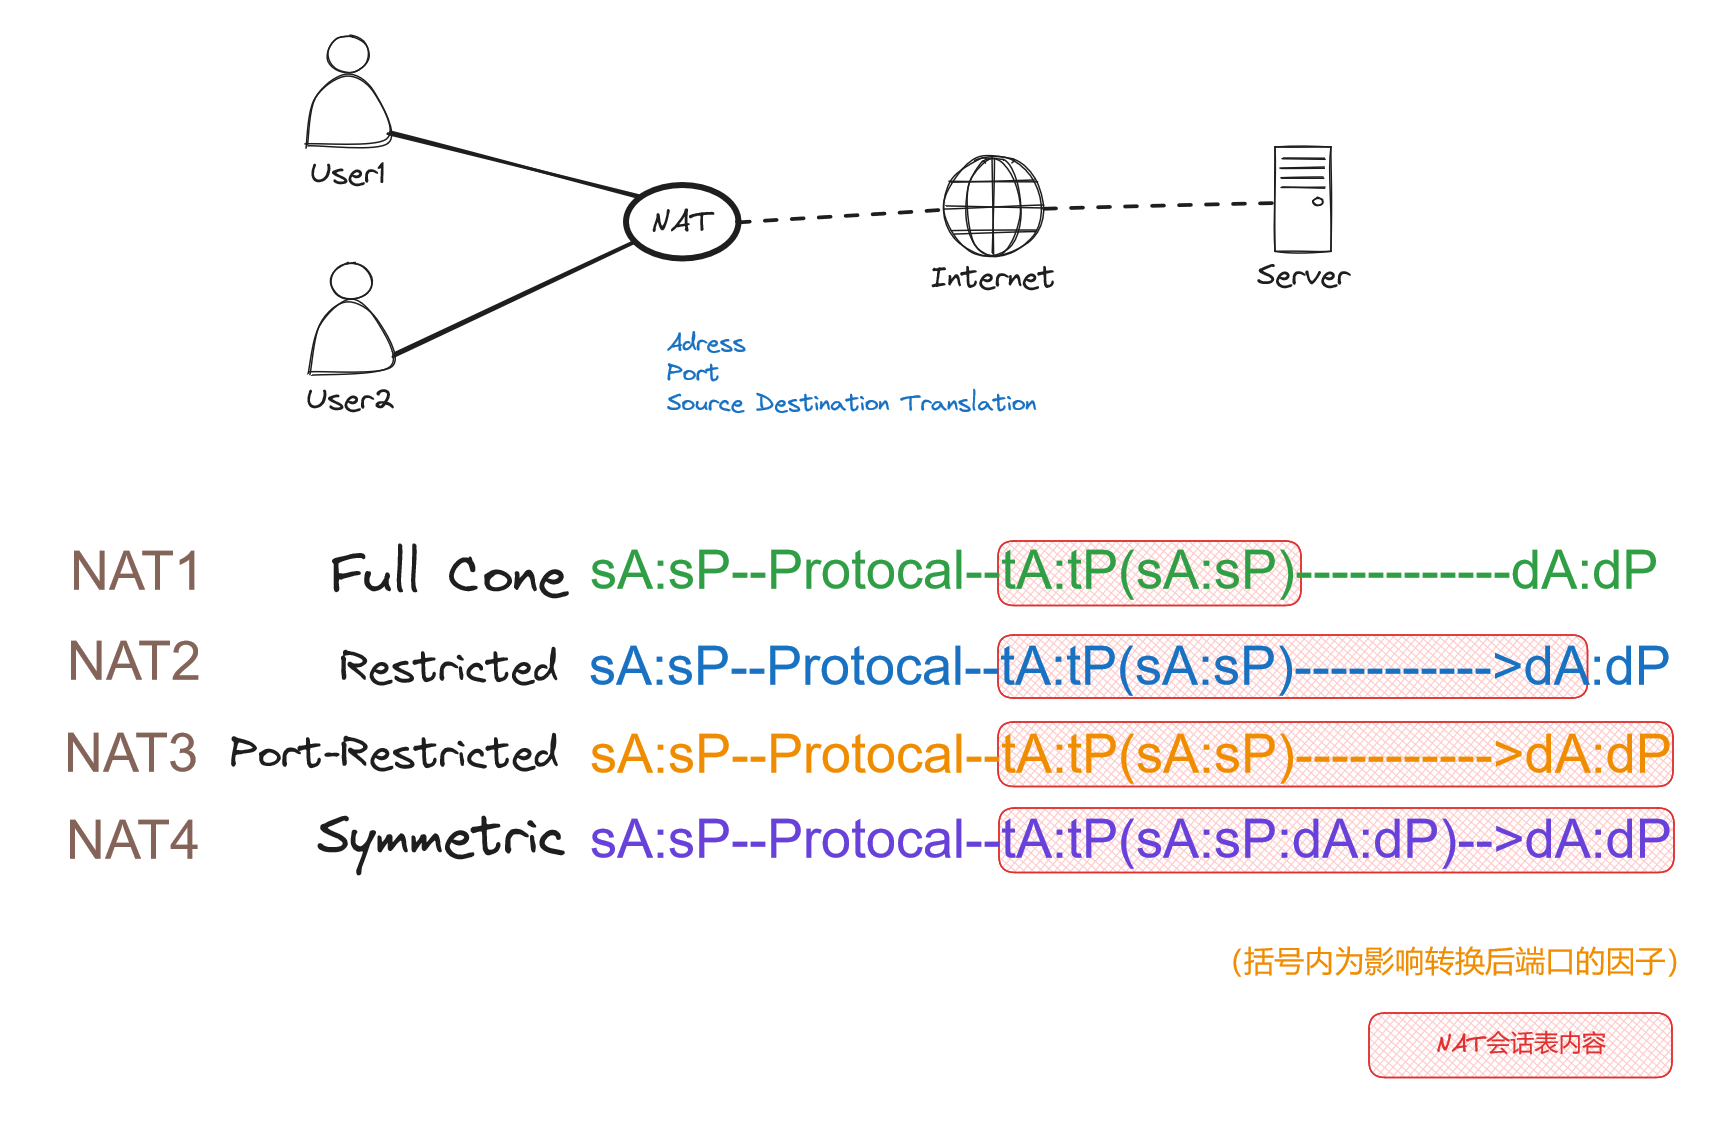 User1
NAT
Internet
Server
User2
Adress
Port
Source Destination Translation
NAT1 Full Cone sA:sP--Protocal--tA:tP(sA:sP)------------dA:dP
NAT2 Restricted sA:sP--Protocal--tA:tP(sA:sP)----------->dA:dP
NAT3 Port-Restricted sA:sP--Protocal--tA:tP(sA:sP)----------->dA:dP
NAT4 Symmetric sA:sP--Protocal--tA:tP(sA:sP:dA:dP)-->dA:dP
(括号内为影响转换后端口的因子)
NAT会话表内容